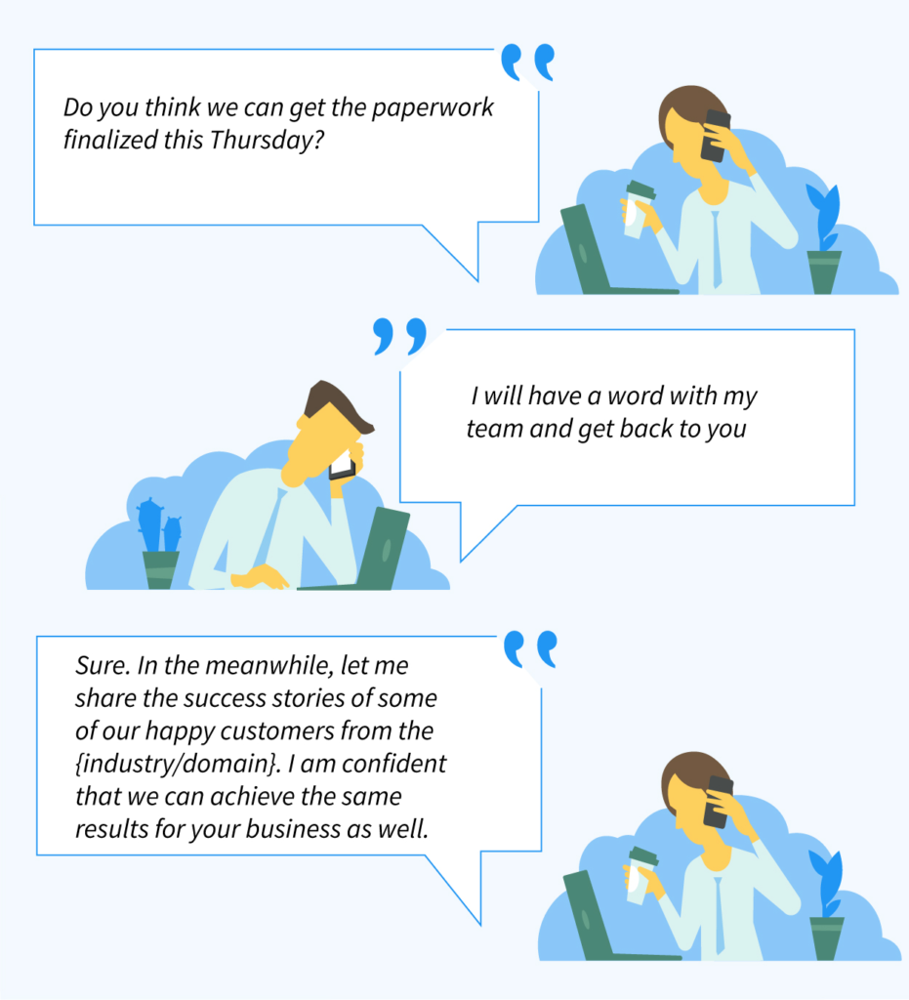 Do you think we can get the paperwork
finalized this Thursday?
I will have a word with my
team and get back to you
Sure. In the meanwhile, let me
share the success stories of some
of our happy customers from the
{industry/domain}. I am confident
that we can achieve the same
results for your business as well.